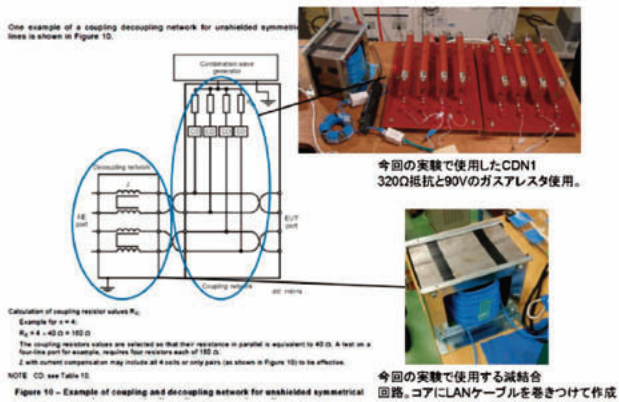 One example of a coupling decoupling network for unshielded symmetric
lines is shown in Figure 10.
Combination wave
generator
Decoupling network
AE
port
EUT
port
Coupling network
Calculation of coupling resistor values
Example for n = 4:
= 4 × 40 Ω = 160 Ω
The coupling resistors values are selected so that their resistance in parallel is equivalent to 40 Ω. A test on a
four-line port for example, requires four resistors each of 160 Ω.
Z with current compensation may include all 4 coils or only pairs (as shown in Figure 10) to be effective.
NOTE CD, see Table 10.
Figure 10 – Example of coupling and decoupling network for unshielded symmetrical
今回の実験で使用したCDN1
320Ω抵抗と90Vのガスアレスタ使用。
今回の実験で使用する減結合
回路。コアにLANケーブルを巻きつけて作成